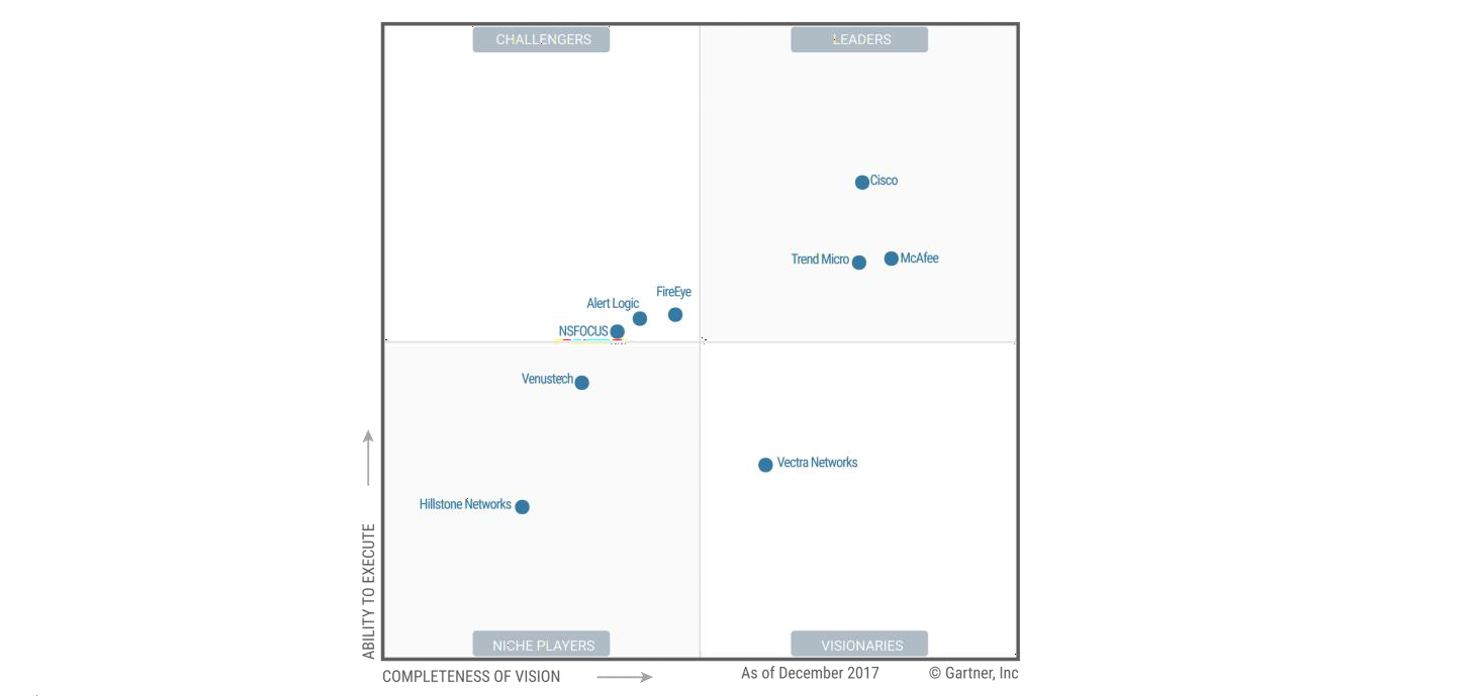 CHALLENGERS
LEADERS
Cisco
Trend Micro
McAfee
FireEye
Alert Logic
NSFOCUS
Venustech
Vectra Networks
Hillstone Networks
ABILITY TO EXECUTE
NICHE PLAYERS
VISIONARIES
COMPLETENESS OF VISION
As of December 2017
© Gartner, Inc